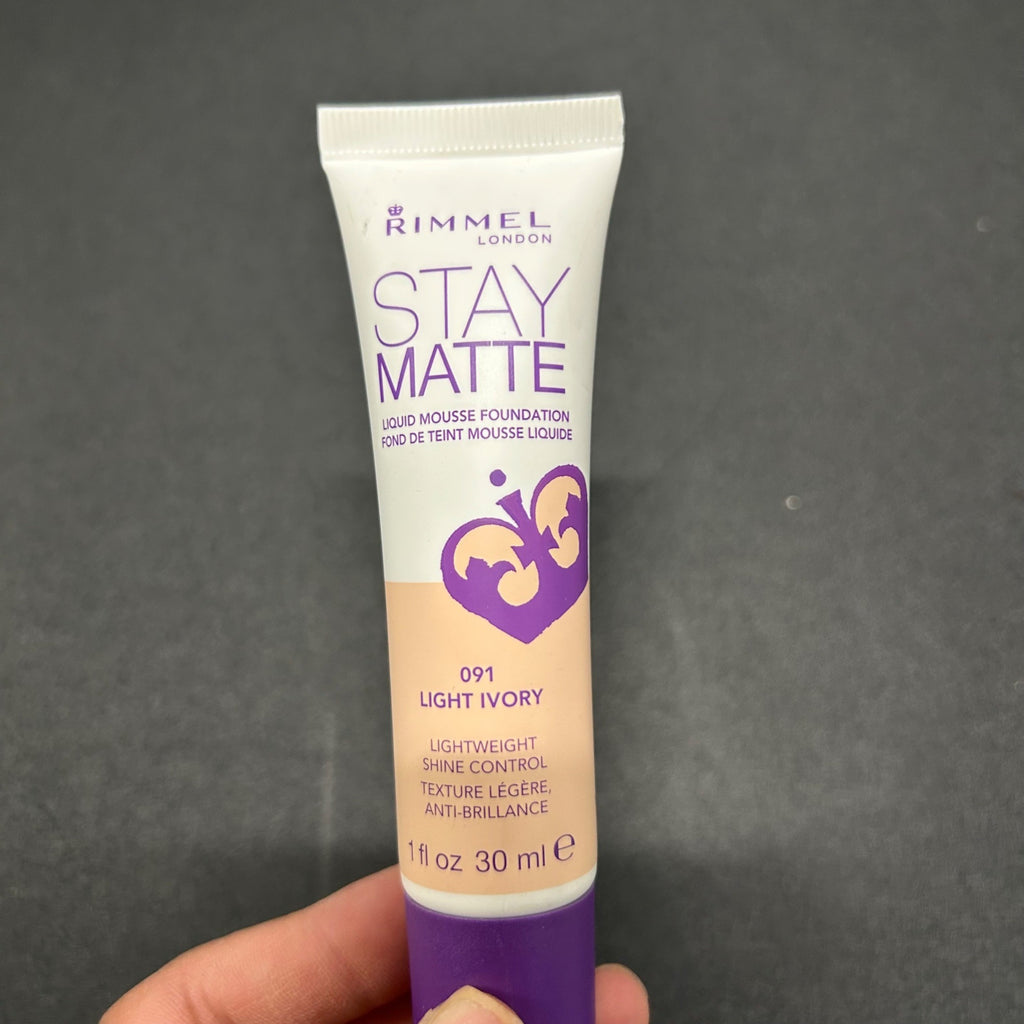 RIMMEL
LONDON
STAY
MATTE
LIQUID MOUSSE FOUNDATION
FOND DE TEINT MOUSSE LIQUIDE
091
LIGHT IVORY
LIGHTWEIGHT
SHINE CONTROL
TEXTURE LÉGÈRE,
ANTI-BRILLANCE
1 fl oz 30 ml ℮